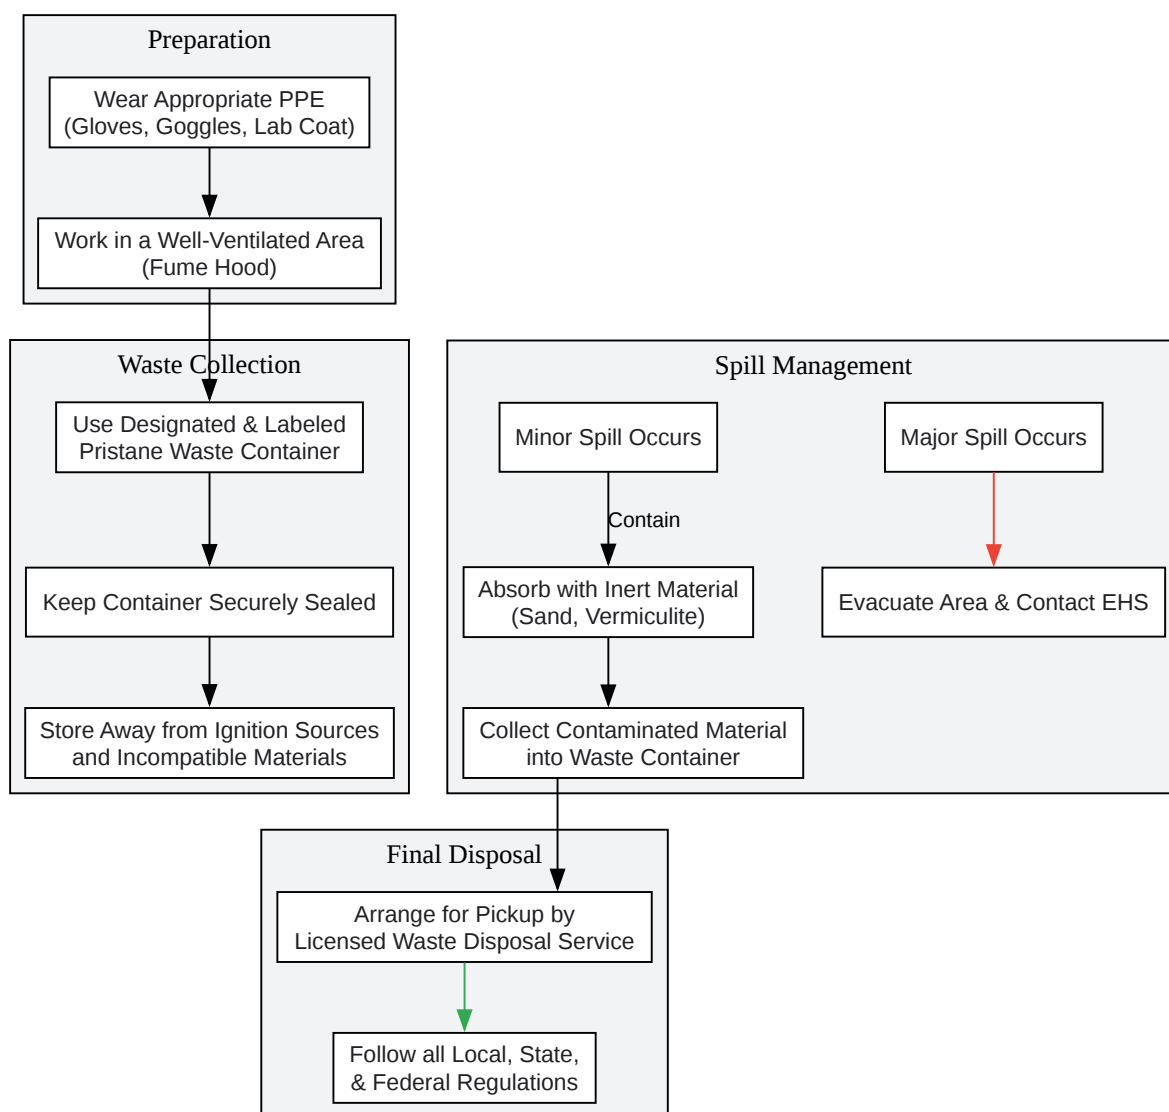 Preparation
Wear Appropriate PPE
(Gloves, Goggles, Lab Coat)
Work in a Well-Ventilated Area
(Fume Hood)
Waste Collection
Use Designated & Labeled
Pristane Waste Container
Keep Container Securely Sealed
Store Away from Ignition Sources
and Incompatible Materials
Spill Management
Minor Spill Occurs
Contain
Absorb with Inert Material
(Sand, Vermiculite)
Collect Contaminated Material
into Waste Container
Major Spill Occurs
Evacuate Area & Contact EHS
Final Disposal
Arrange for Pickup by
Licensed Waste Disposal Service
Follow all Local, State,
& Federal Regulations